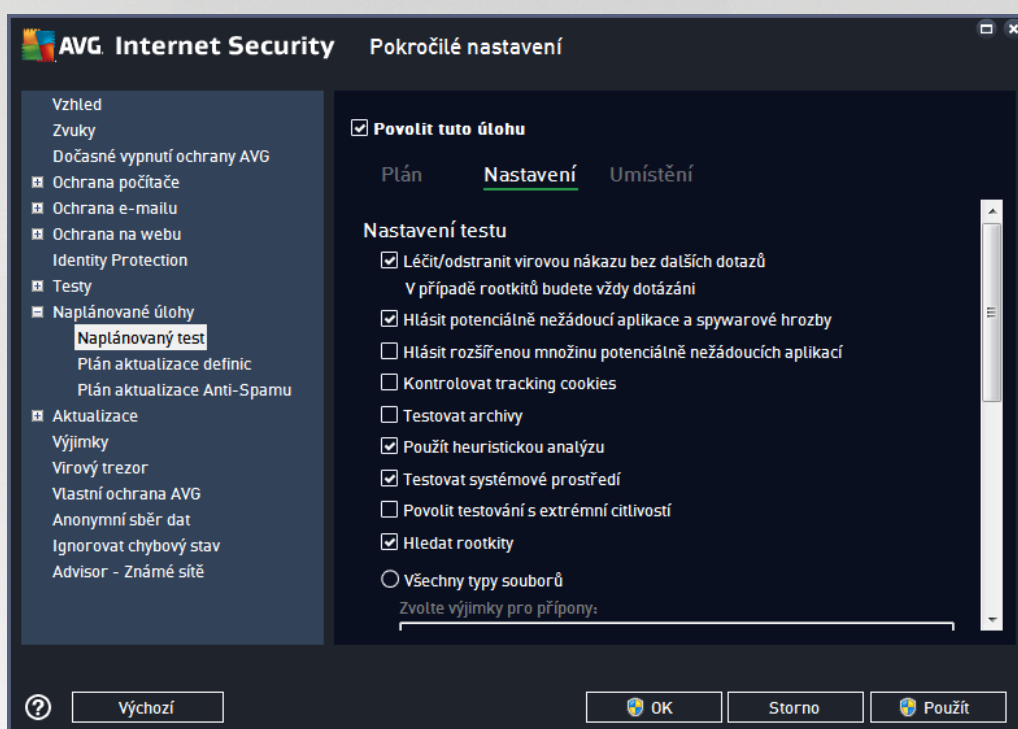 AVG. Internet Security Pokročilé nastavení
Vzhled
Zvuky
Dočasné vypnutí ochrany AVG
Ochrana počítače
Ochrana e-mailu
Ochrana na webu
Identity Protection
Testy
Naplánované úlohy
Naplánovaný test
Plán aktualizace definic
Plán aktualizace Anti-Spamu
Aktualizace
Výjimky
Virový trezor
Vlastní ochrana AVG
Anonymní sběr dat
Ignorovat chybový stav
Advisor - Známé sítě
Povolit tuto úlohu
Plán Nastavení Umístění
Nastavení testu
Léčit/odstranit virovou nákazu bez dalších dotazů
V případě rootkitů budete vždy dotázáni
Hlásit potenciálně nežádoucí aplikace a spywarové hrozby
Hlásit rozšířenou množinu potenciálně nežádoucích aplikací
Kontrolovat tracking cookies
Testovat archivy
Použít heuristickou analýzu
Testovat systémové prostředí
Povolit testování s extrémní citlivostí
Hledat rootkity
Všechny typy souborů
Zvolte výjimky pro přípony:
? Výchozí OK Storno Použít